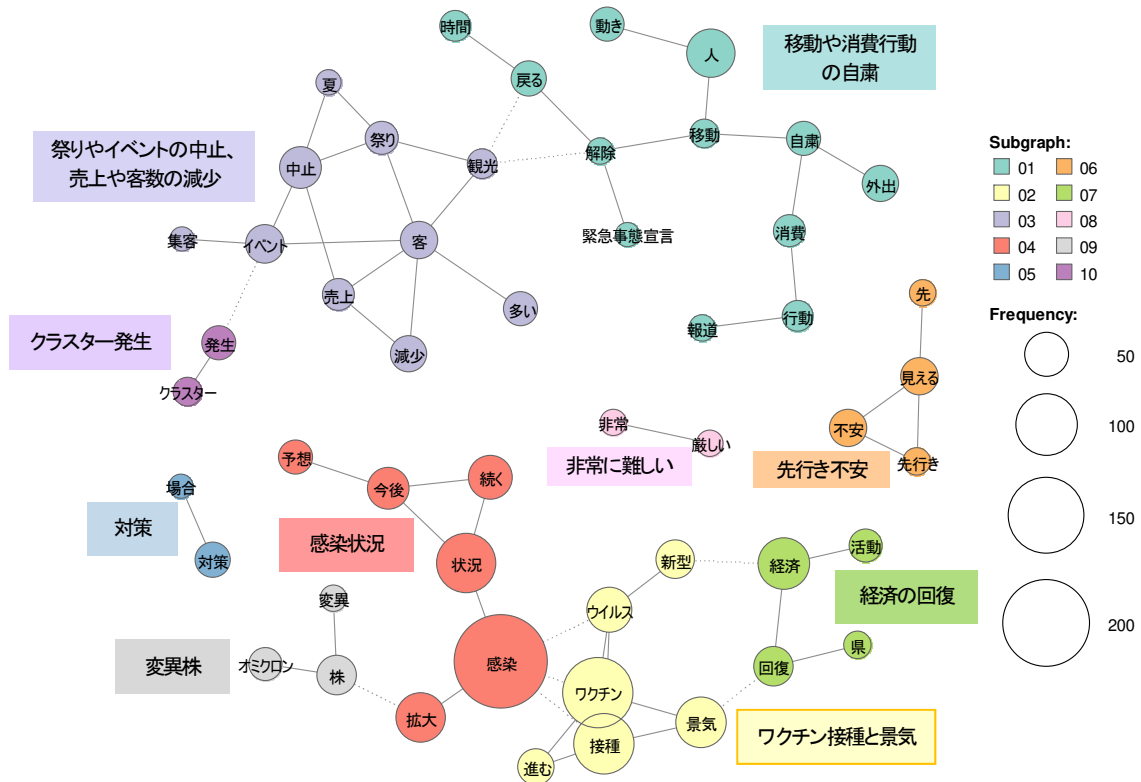 時間
動き
人
移動や消費行動
の自粛
戻る
夏
祭り
移動
自粛
解除
観光
中止
外出
祭りやイベントの中止、
売上や客数の減少
集客
イベント
客
緊急事態宣言
消費
売上
多い
行動
報道
先
減少
発生
クラスター発生
クラスター
見える
不安
先行き
非常
厳しい
非常に難しい
先行き不安
予想
今後
続く
場合
対策
対策
感染状況
状況
新型
経済
活動
経済の回復
変異
ウイルス
感染
県
回復
オミクロン
株
変異株
ワクチン
拡大
景気
接種
進む
ワクチン接種と景気
Subgraph:
01 06
02 07
03 08
04 09
05 10
Frequency:
50
100
150
200